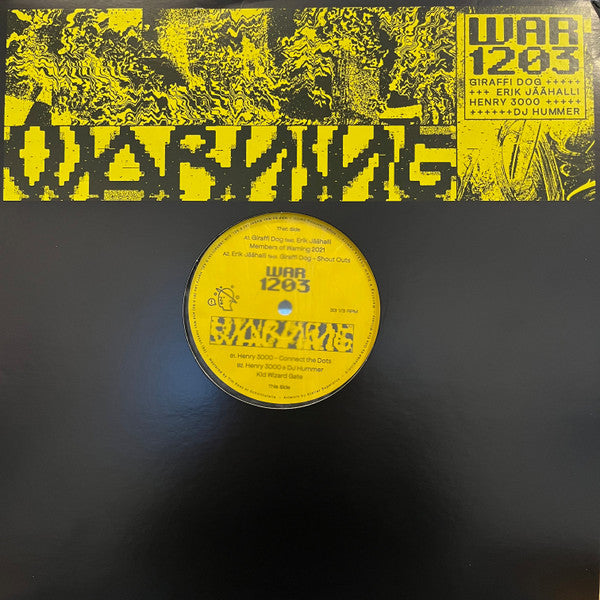 WAR
1203
GIRAFFI DOG +++++
+++ ERIK JÄÄHALLI
HENRY 3000 +++++
++++++DJ HUMMER
WARNING
That side
A1. Giraffi Dog feat. Erik Jäähalli
Members of Warning 2021
A2. Erik Jäähalli feat. Giraffi Dog – Shout Outs
WAR
1203
33 1/3 RPM
WARNING
B1. Henry 3000 – Connect the Dots
B2. Henry 3000 & DJ Hummer
Kid Wizard Gate
This side